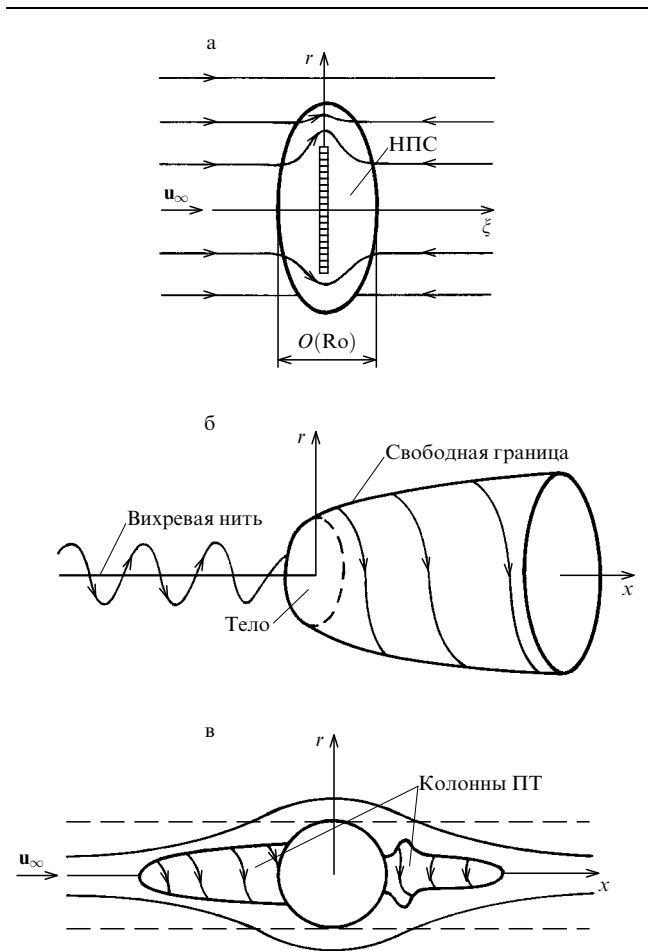 а
r
НПС
u∞
ξ
O(Ro)
б
r
Свободная граница
Вихревая нить
x
Тело
в
r
Колонны ПТ
u∞
x